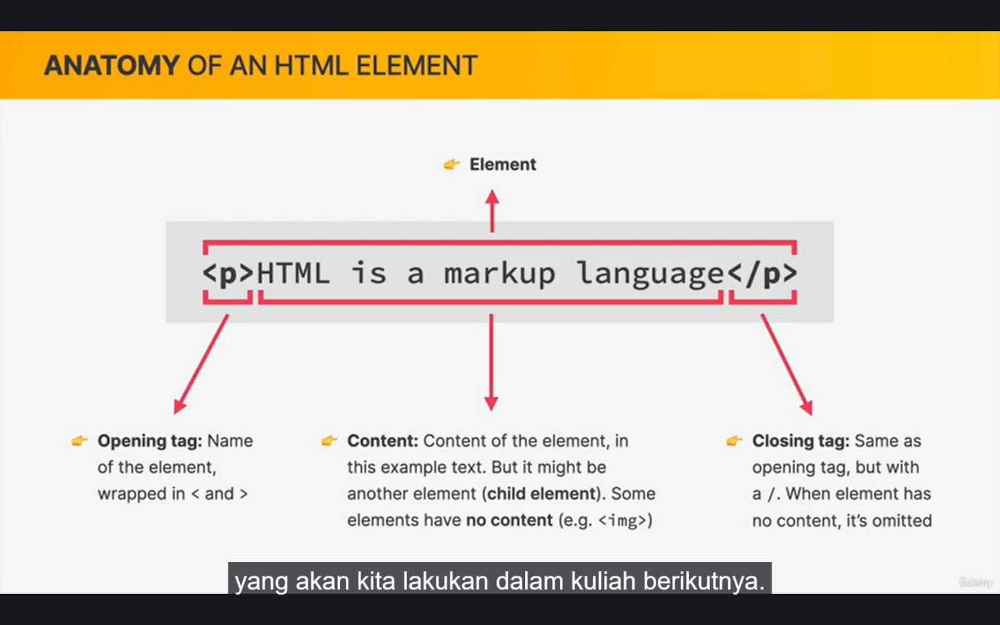 ANATOMY OF AN HTML ELEMENT
Element
<p>HTML is a markup language</p>
Opening tag: Name
of the element,
wrapped in < and >
Content: Content of the element, in
this example text. But it might be
another element (child element). Some
elements have no content (e.g. <img>)
Closing tag: Same as
opening tag, but with
a /. When element has
no content, it's omitted
yang akan kita lakukan dalam kuliah berikutnya.
ûdemy